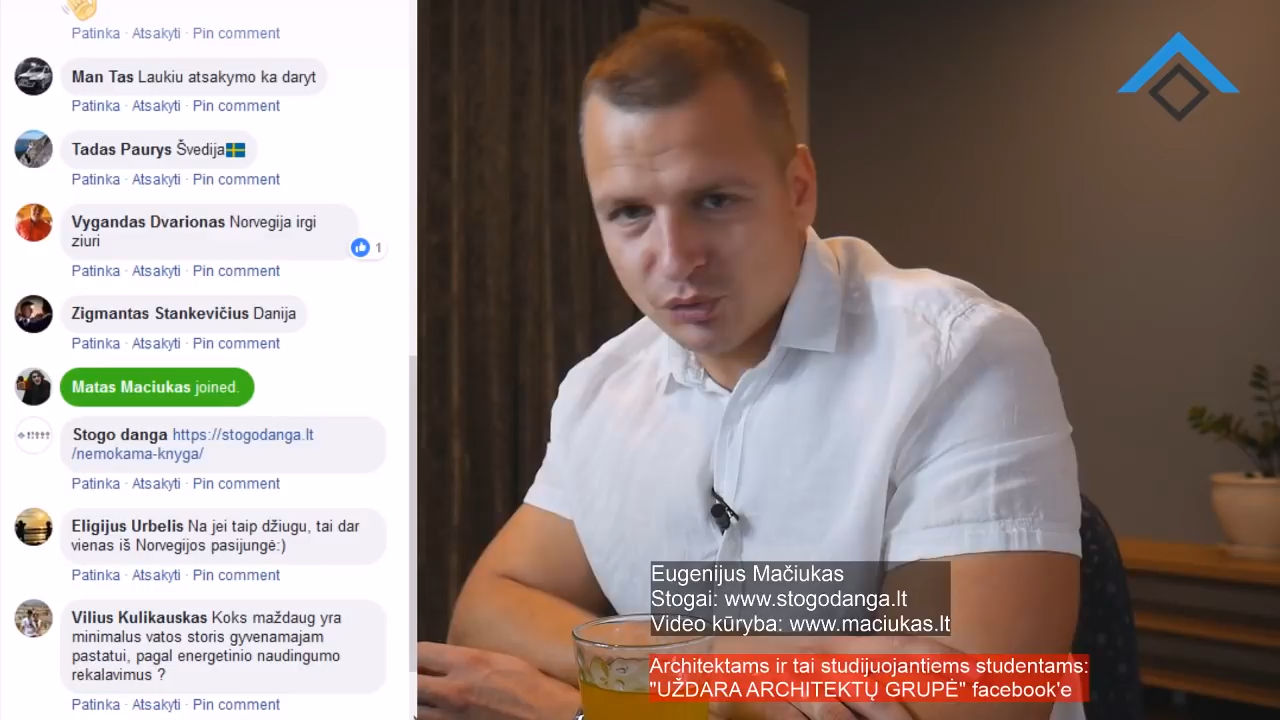 Patinka · Atsakyti · Pin comment
Man Tas Laukiu atsakymo ka daryt
Patinka · Atsakyti · Pin comment
Tadas Paurys Švedija
Patinka · Atsakyti · Pin comment
Vygandas Dvarionas Norvegija irgi
ziuri
1
Patinka · Atsakyti · Pin comment
Zigmantas Stankevičius Danija
Patinka · Atsakyti · Pin comment
Matas Maciukas joined.
Stogo danga https://stogodanga.lt
/nemokama-knyga/
Patinka · Atsakyti · Pin comment
Eligijus Urbelis Na jei taip džiugu, tai dar
vienas iš Norvegijos pasijungė:)
Patinka · Atsakyti · Pin comment
Vilius Kulikauskas Koks maždaug yra
minimalus vatos storis gyvenamajam
pastatui, pagal energetinio naudingumo
rekalavimus ?
Patinka · Atsakyti · Pin comment
Eugenijus Mačiukas
Stogai: www.stogodanga.lt
Video kūryba: www.maciukas.lt
Architektams ir tai studijuojantiems studentams:
"UŽDARA ARCHITEKTŲ GRUPĖ" facebook'e